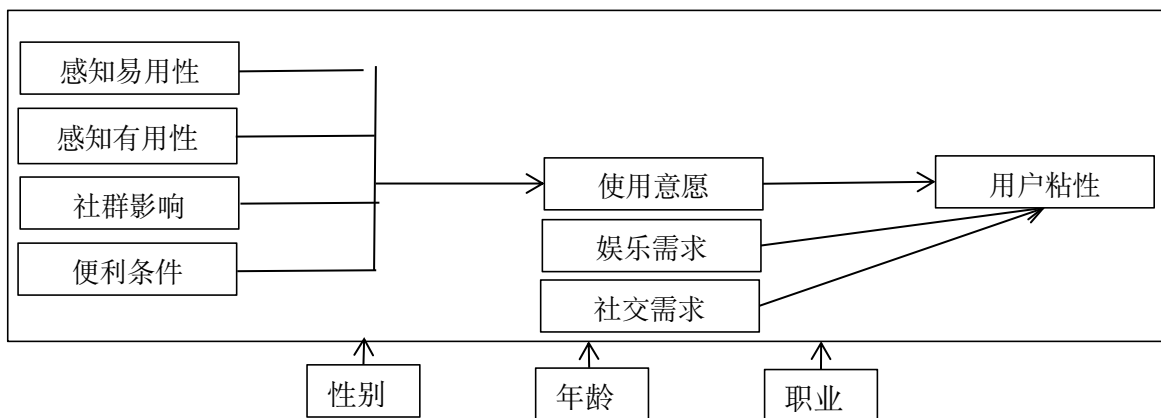 感知易用性
感知有用性
社群影响
便利条件
使用意愿
娱乐需求
社交需求
用户粘性
性别
年龄
职业